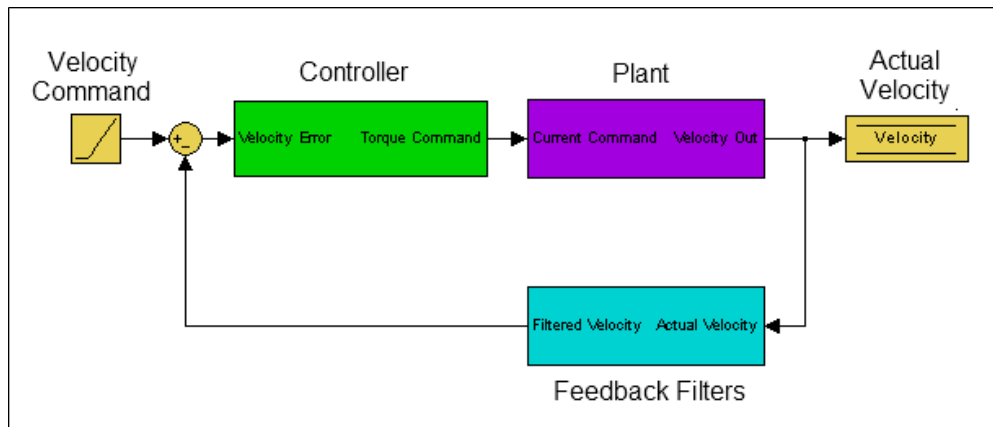 Velocity
Command
Controller
Plant
Actual
Velocity
+
-
Velocity Error
Torque Command
Current Command
Velocity Out
Velocity
Filtered Velocity
Actual Velocity
Feedback Filters